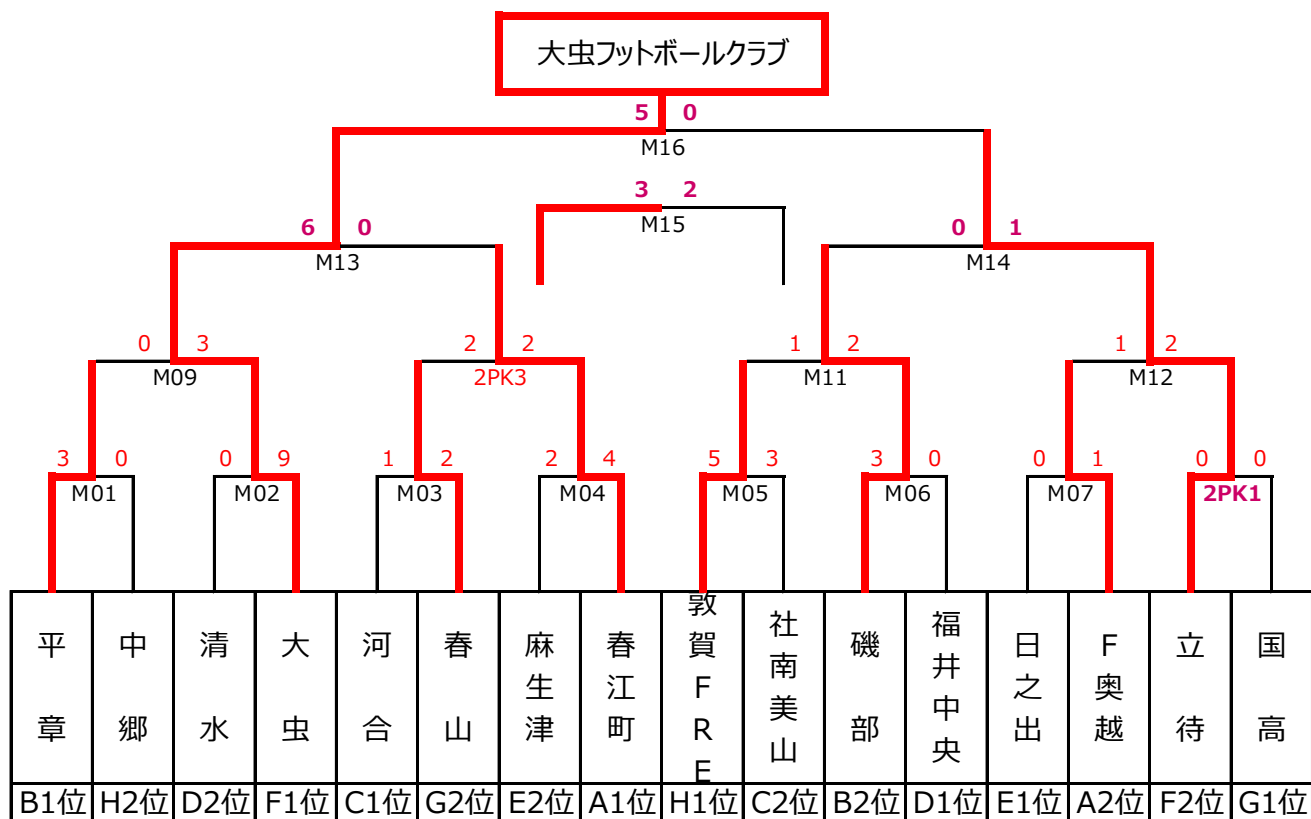 大虫フットボールクラブ
5 0
M16
3 2
M15
6 0
M13
0 1
M14
0 3
M09
2 2
2PK3
1 2
M11
1 2
M12
3 0
M01
0 9
M02
1 2
M03
2 4
M04
5 3
M05
3 0
M06
0 1
M07
0 0
2PK1
平章
中郷
清水
大虫
河合
春山
麻生津
春江町
敦賀FRE
社南美山
磯部
福井中央
日之出
F奥越
立待
国高
B1位 H2位 D2位 F1位 C1位 G2位 E2位 A1位 H1位 C2位 B2位 D1位 E1位 A2位 F2位 G1位